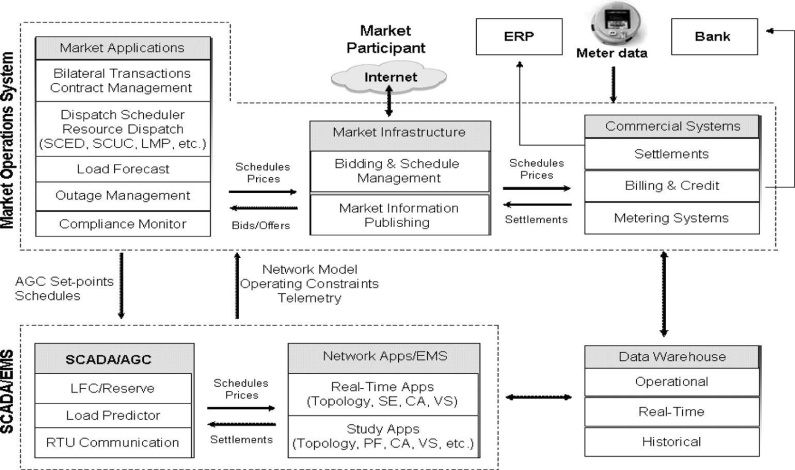 Market Operations System
Market Applications
Bilateral Transactions
Contract Management
Dispatch Scheduler
Resource Dispatch
(SCED, SCUC, LMP, etc.)
Load Forecast
Outage Management
Compliance Monitor
Schedules
Prices
Bids/Offers
Market
Participant
Internet
Market Infrastructure
Bidding & Schedule
Management
Market Information
Publishing
Schedules
Prices
Settlements
ERP
Meter data
Bank
Commercial Systems
Settlements
Billing & Credit
Metering Systems
AGC Set-points
Schedules
Network Model
Operating Constraints
Telemetry
SCADA/EMS
SCADA/AGC
LFC/Reserve
Load Predictor
RTU Communication
Schedules
Prices
Settlements
Network Apps/EMS
Real-Time Apps
(Topology, SE, CA, VS)
Study Apps
(Topology, PF, CA, VS, etc.)
Data Warehouse
Operational
Real-Time
Historical